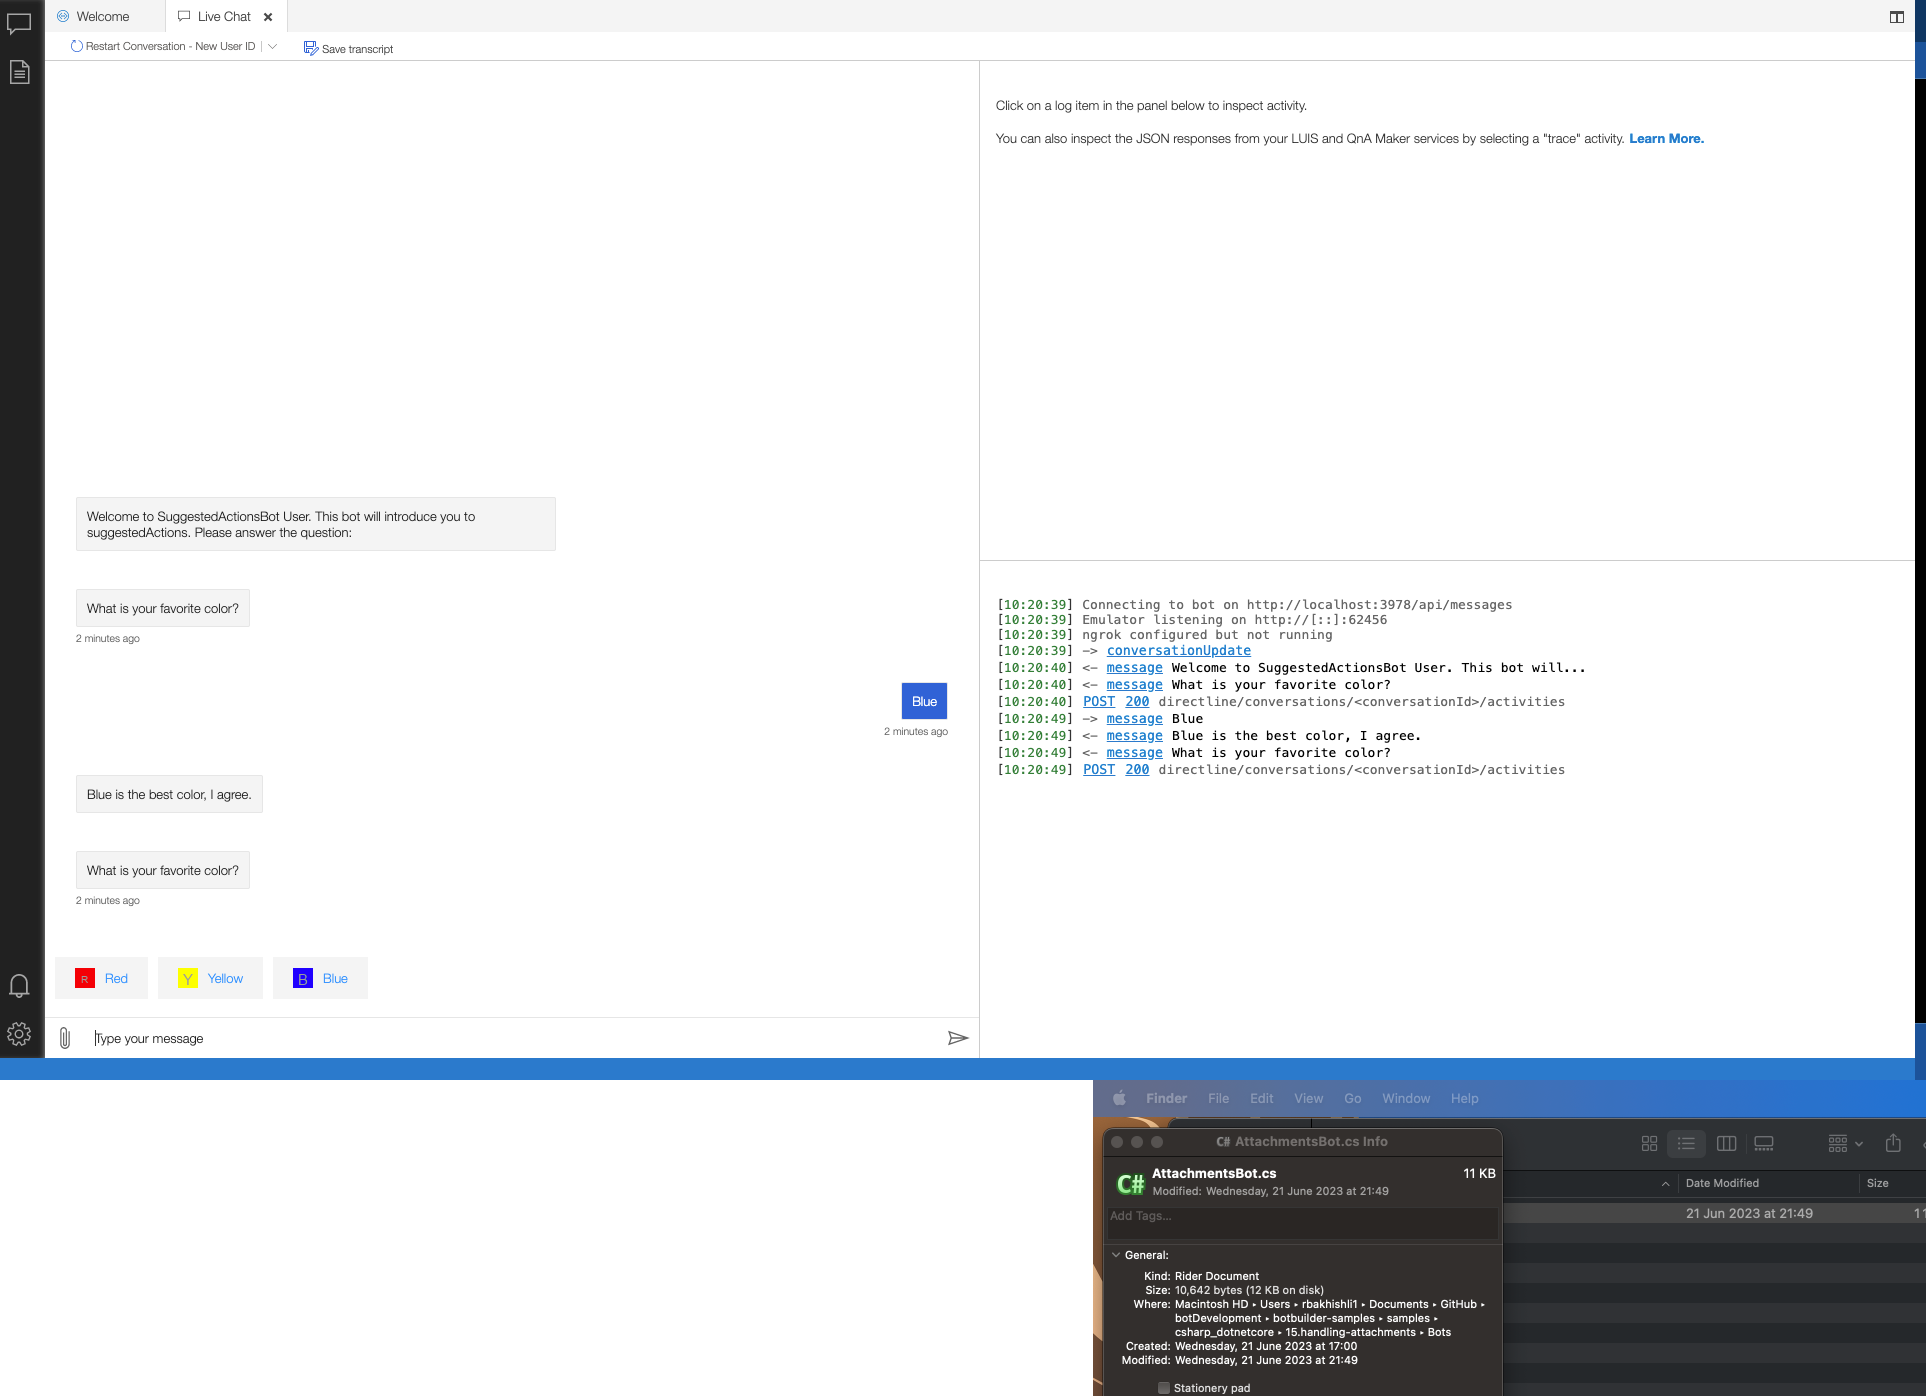 Welcome
Live Chat
Restart Conversation - New User ID
Save transcript
Welcome to SuggestedActionsBot User. This bot will introduce you to
suggestedActions. Please answer the question:
What is your favorite color?
2 minutes ago
Blue
2 minutes ago
Blue is the best color, I agree.
What is your favorite color?
2 minutes ago
R Red
Y Yellow
B Blue
Type your message
Click on a log item in the panel below to inspect activity.
You can also inspect the JSON responses from your LUIS and QnA Maker services by selecting a "trace" activity. Learn More.
[10:20:39] Connecting to bot on http://localhost:3978/api/messages
[10:20:39] Emulator listening on http://[::]:62456
[10:20:39] ngrok configured but not running
[10:20:39] -> conversationUpdate
[10:20:40] <- message Welcome to SuggestedActionsBot User. This bot will...
[10:20:40] <- message What is your favorite color?
[10:20:40] POST 200 directline/conversations/<conversationId>/activities
[10:20:49] -> message Blue
[10:20:49] <- message Blue is the best color, I agree.
[10:20:49] <- message What is your favorite color?
[10:20:49] POST 200 directline/conversations/<conversationId>/activities
Finder File Edit View Go Window Help
C# AttachmentsBot.cs Info
C# AttachmentsBot.cs 11 KB
Modified: Wednesday, 21 June 2023 at 21:49
Add Tags...
General:
Kind: Rider Document
Size: 10,642 bytes (12 KB on disk)
Where: Macintosh HD ▸ Users ▸ rbakhishli1 ▸ Documents ▸ GitHub ▸
botDevelopment ▸ botbuilder-samples ▸ samples ▸
csharp_dotnetcore ▸ 15.handling-attachments ▸ Bots
Created: Wednesday, 21 June 2023 at 17:00
Modified: Wednesday, 21 June 2023 at 21:49
Stationery pad
Date Modified Size
21 Jun 2023 at 21:49